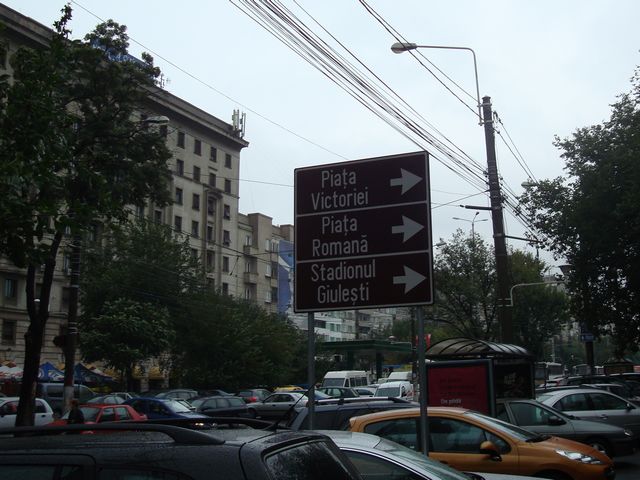 Piața
Victoriei
Piața
Romană
Stadionul
Giulești